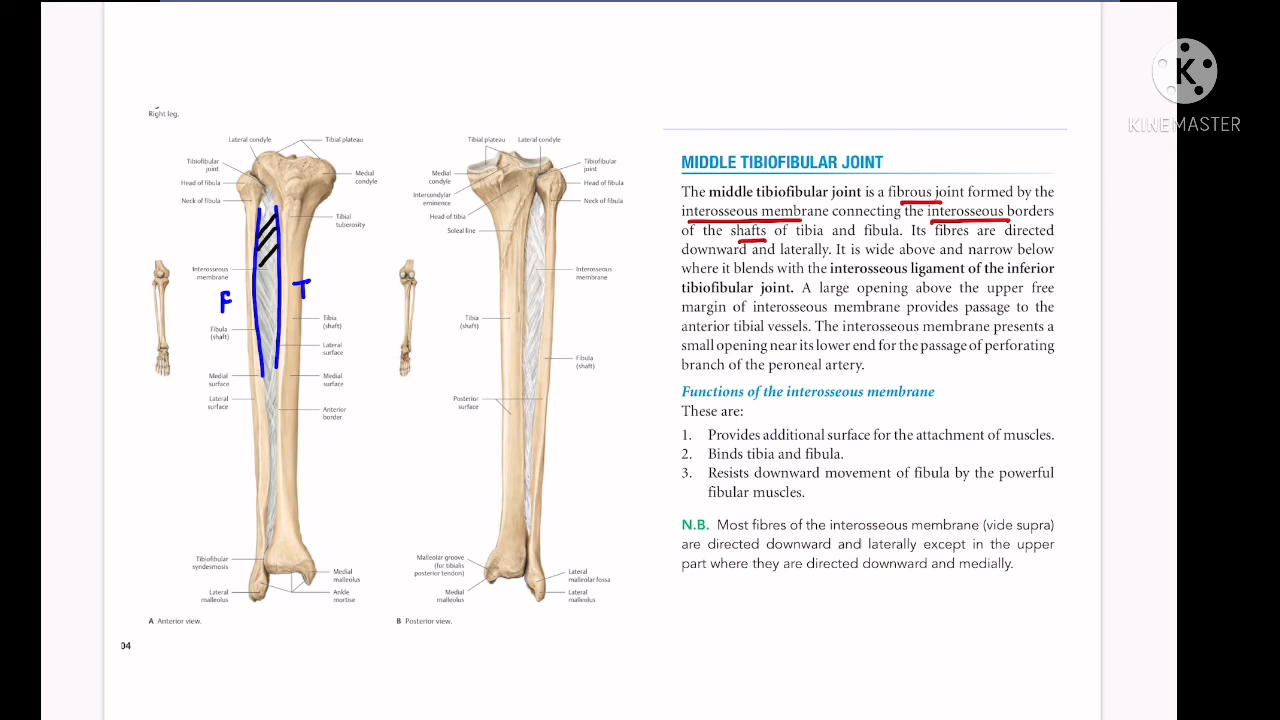 Right leg.
Lateral condyle
Tibial plateau
Tibiofibular
joint
Head of fibula
Neck of fibula
Medial
condyle
Tibial
tuberosity
Interosseous
membrane
F
T
Fibula
(shaft)
Tibia
(shaft)
Lateral
surface
Medial
surface
Medial
surface
Lateral
surface
Anterior
border
Tibiofibular
syndesmosis
Medial
malleolus
Lateral
malleolus
Ankle
mortise
A Anterior view.
Tibial plateau
Lateral condyle
Medial
condyle
Tibiofibular
joint
Intercondylar
eminence
Head of fibula
Neck of fibula
Head of tibia
Soleal line
Interosseous
membrane
Tibia
(shaft)
Fibula
(shaft)
Posterior
surface
Malleolar groove
(for tibialis
posterior tendon)
Lateral
malleolar fossa
Medial
malleolus
Lateral
malleolus
B Posterior view.
04
MIDDLE TIBIOFIBULAR JOINT
The middle tibiofibular joint is a fibrous joint formed by the
interosseous membrane connecting the interosseous borders
of the shafts of tibia and fibula. Its fibres are directed
downward and laterally. It is wide above and narrow below
where it blends with the interosseous ligament of the inferior
tibiofibular joint. A large opening above the upper free
margin of interosseous membrane provides passage to the
anterior tibial vessels. The interosseous membrane presents a
small opening near its lower end for the passage of perforating
branch of the peroneal artery.
Functions of the interosseous membrane
These are:
1. Provides additional surface for the attachment of muscles.
2. Binds tibia and fibula.
3. Resists downward movement of fibula by the powerful
fibular muscles.
N.B. Most fibres of the interosseous membrane (vide supra)
are directed downward and laterally except in the upper
part where they are directed downward and medially.
K
KINEMASTER